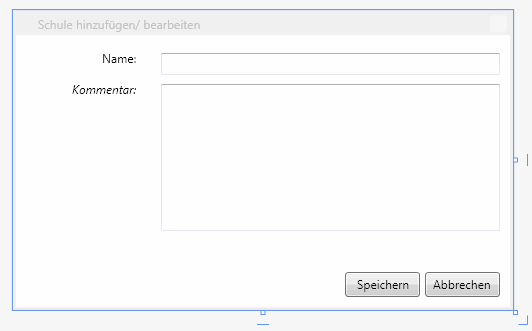 Schule hinzufügen/ bearbeiten
Name:
Kommentar:
Speichern Abbrechen